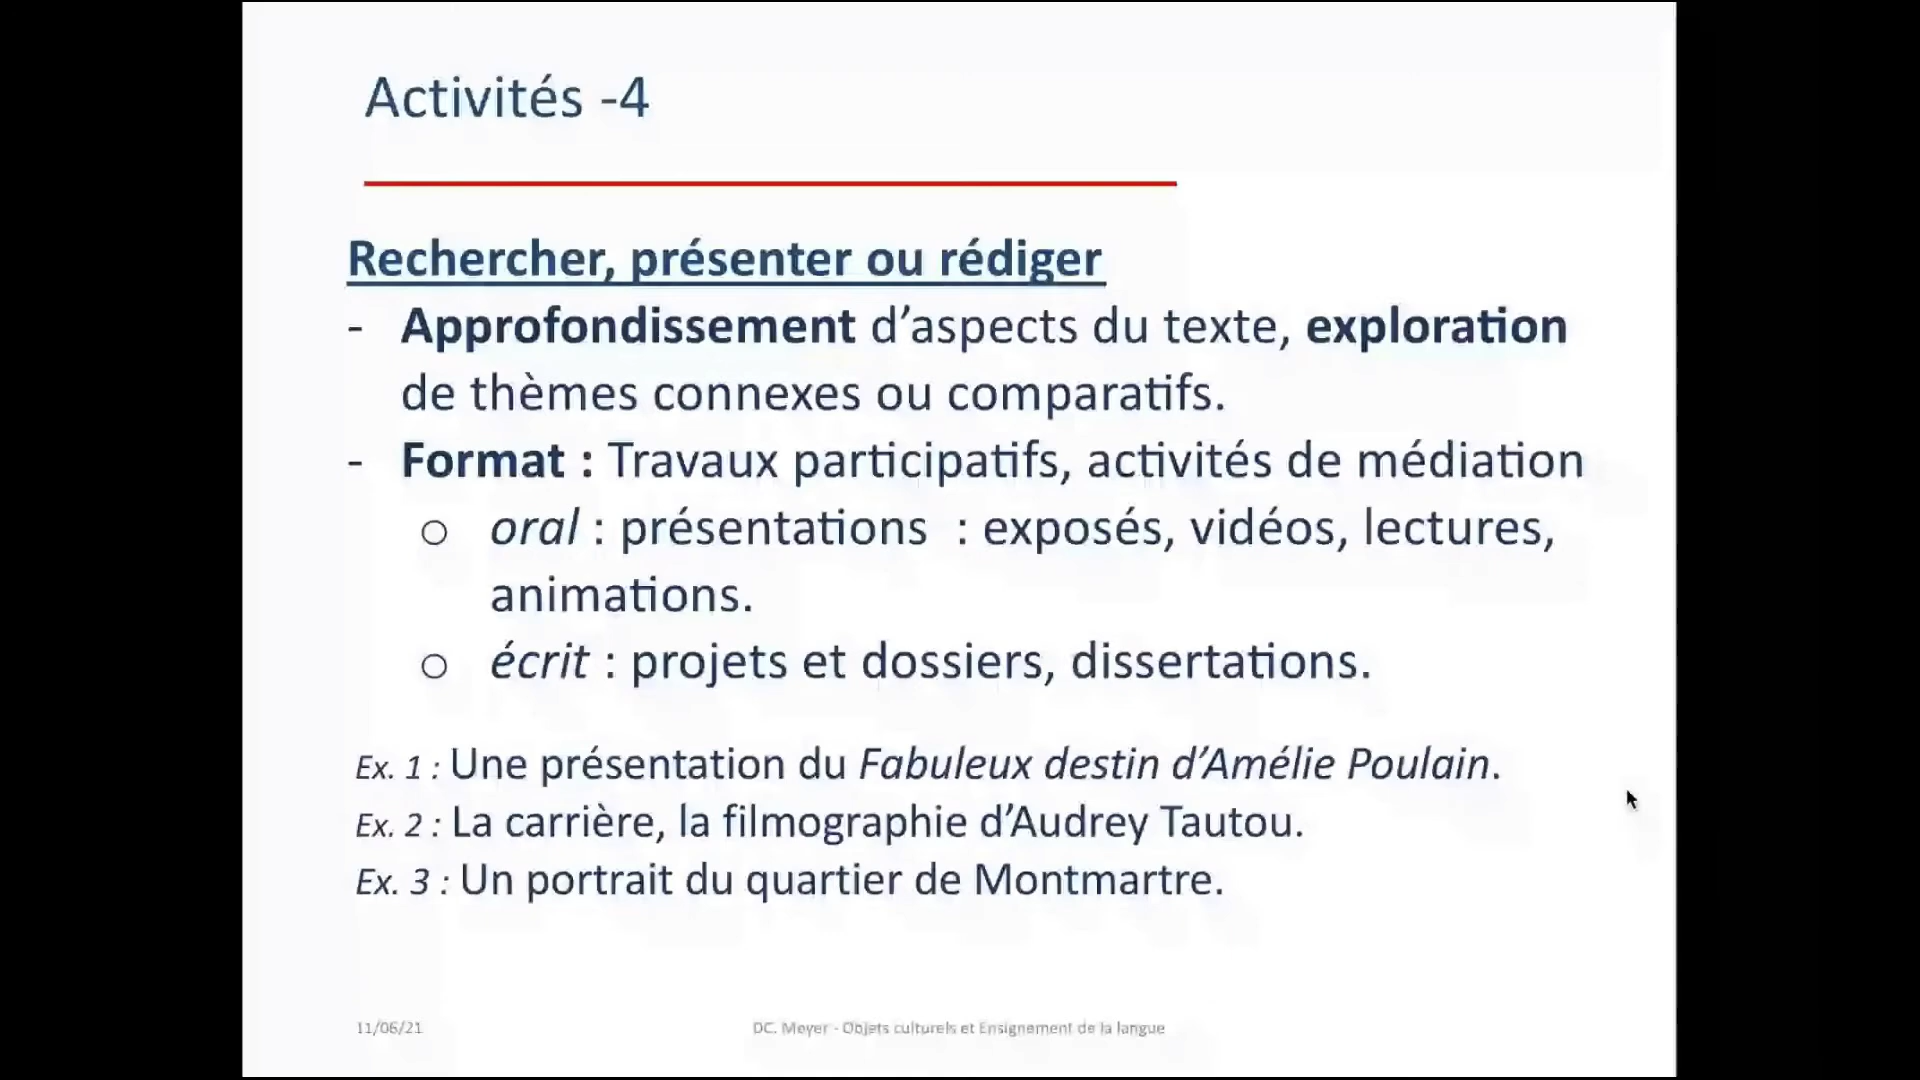 Activités -4
Rechercher, présenter ou rédiger
- Approfondissement d’aspects du texte, exploration
de thèmes connexes ou comparatifs.
- Format : Travaux participatifs, activités de médiation
o oral : présentations : exposés, vidéos, lectures,
animations.
o écrit : projets et dossiers, dissertations.
Ex. 1 : Une présentation du Fabuleux destin d’Amélie Poulain.
Ex. 2 : La carrière, la filmographie d’Audrey Tautou.
Ex. 3 : Un portrait du quartier de Montmartre.
11/06/21
DC. Meyer - Objets culturels et Ensignement de la langue